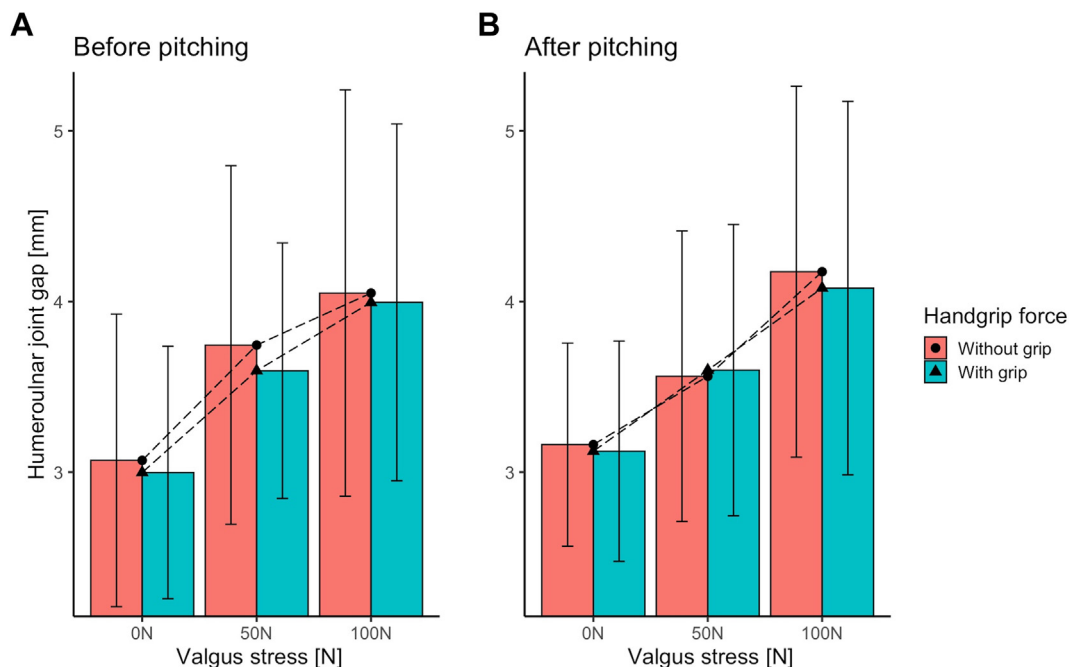 A
Before pitching
B
After pitching
Humeroulnar joint gap [mm]
5
4
3
0N
50N
100N
Valgus stress [N]
5
4
3
0N
50N
100N
Valgus stress [N]
Handgrip force
Without grip
With grip